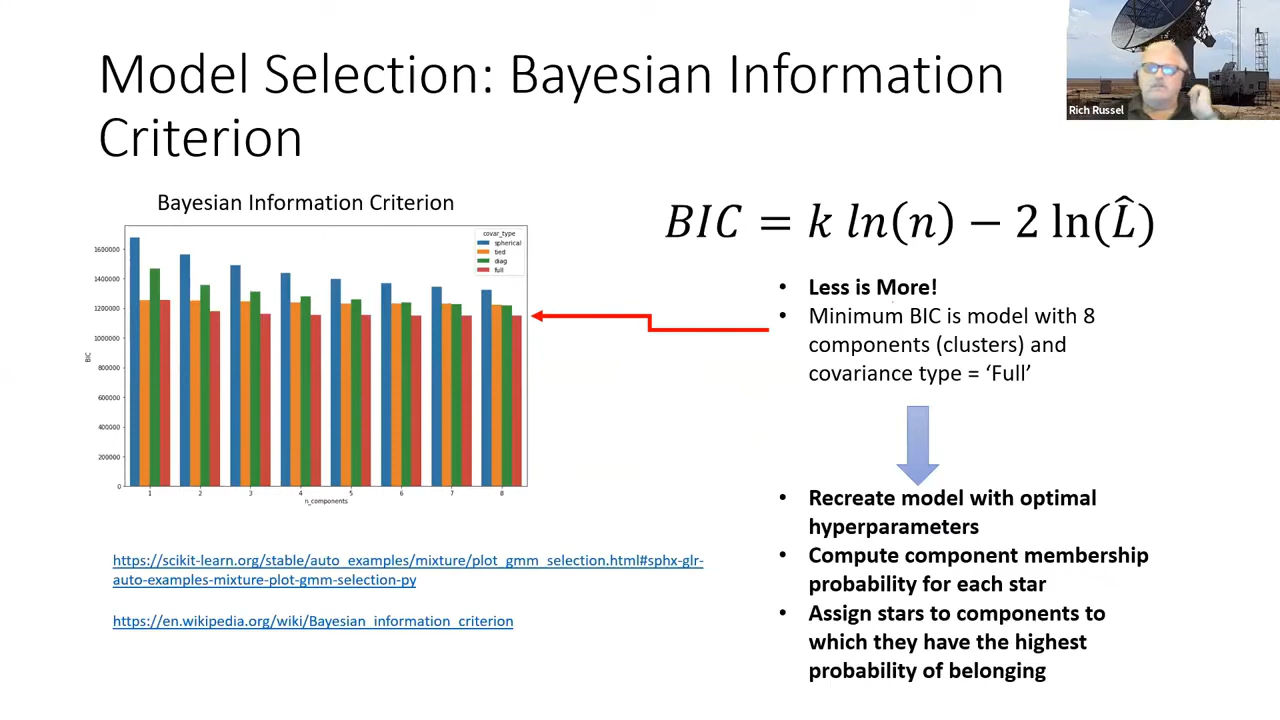 Model Selection: Bayesian Information
Criterion
Rich Russel
Bayesian Information Criterion
covar_type
spherical
tied
diag
full
1600000
1400000
1200000
1000000
800000
600000
400000
200000
0
BIC
1 2 3 4 5 6 7 8
n_components
BIC = k ln(n) − 2 ln(L̂)
• Less is More!
• Minimum BIC is model with 8
components (clusters) and
covariance type = ‘Full’
• Recreate model with optimal
hyperparameters
• Compute component membership
probability for each star
• Assign stars to components to
which they have the highest
probability of belonging
https://scikit-learn.org/stable/auto_examples/mixture/plot_gmm_selection.html#sphx-glr-
auto-examples-mixture-plot-gmm-selection-py
https://en.wikipedia.org/wiki/Bayesian_information_criterion